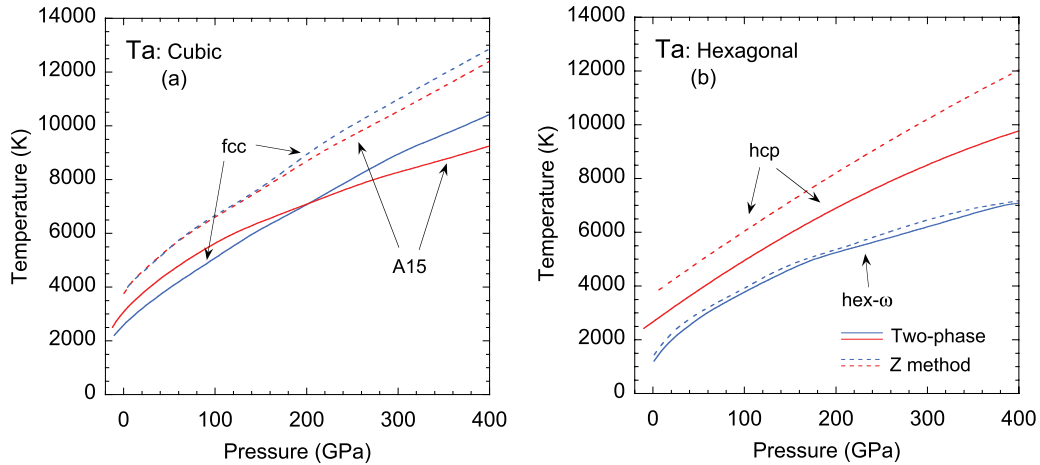 Ta: Cubic
(a)
14000
12000
10000
8000
6000
4000
2000
0
Temperature (K)
fcc
A15
0
100
200
300
400
Pressure (GPa)
Ta: Hexagonal
(b)
14000
12000
10000
8000
6000
4000
2000
0
Temperature (K)
hcp
hex-ω
Two-phase
Z method
0
100
200
300
400
Pressure (GPa)